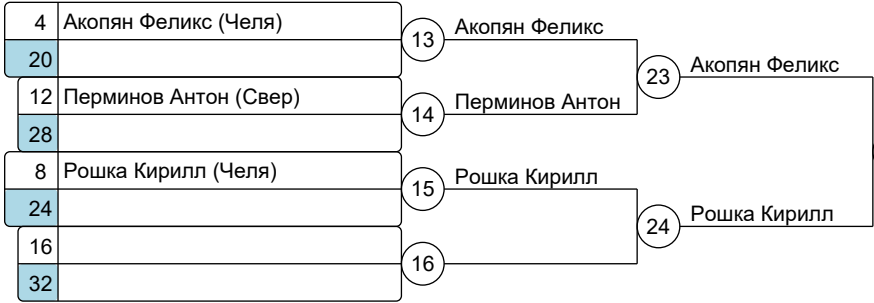 4 Акопян Феликс (Челя)
20
13 Акопян Феликс
12 Перминов Антон (Свер)
28
14 Перминов Антон
23 Акопян Феликс
8 Рошка Кирилл (Челя)
24
15 Рошка Кирилл
16
32
16
24 Рошка Кирилл